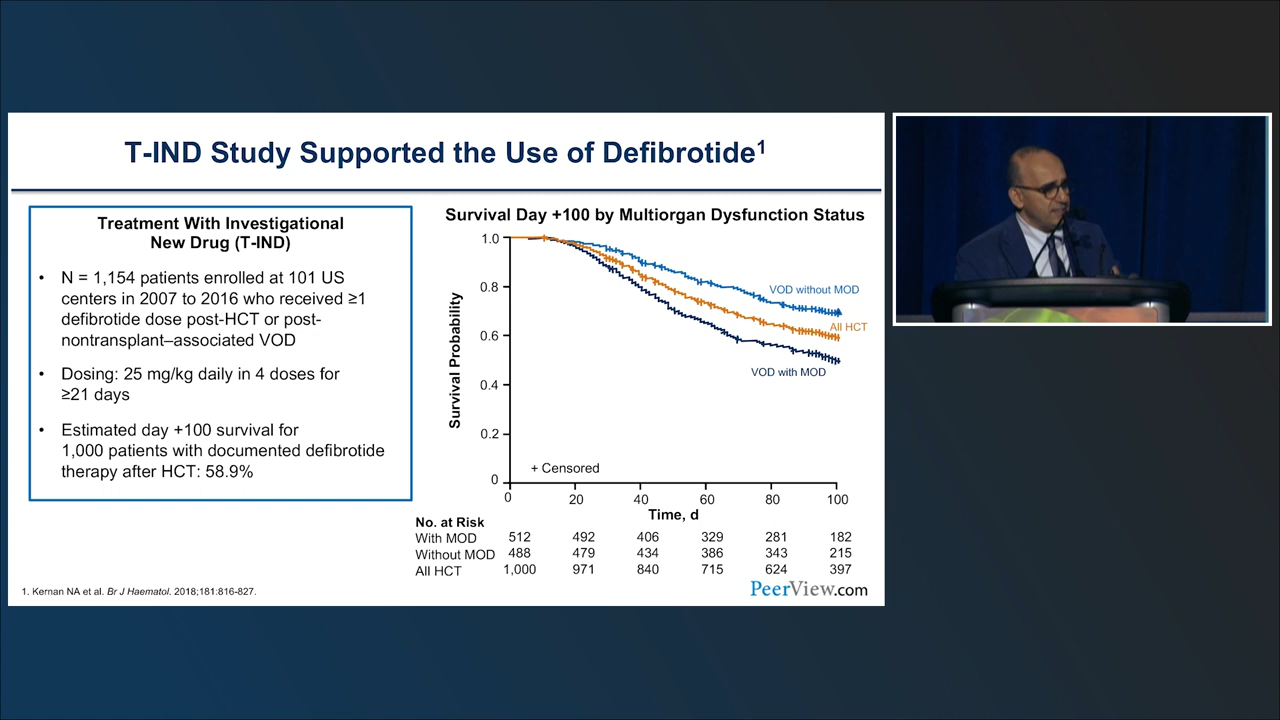 T-IND Study Supported the Use of Defibrotide¹
Treatment With Investigational
New Drug (T-IND)
• N = 1,154 patients enrolled at 101 US
centers in 2007 to 2016 who received ≥1
defibrotide dose post-HCT or post-
nontransplant–associated VOD
• Dosing: 25 mg/kg daily in 4 doses for
≥21 days
• Estimated day +100 survival for
1,000 patients with documented defibrotide
therapy after HCT: 58.9%
Survival Day +100 by Multiorgan Dysfunction Status
Survival Probability
1.0
0.8
0.6
0.4
0.2
0
VOD without MOD
All HCT
VOD with MOD
+ Censored
0 20 40 60 80 100
Time, d
No. at Risk
With MOD 512 492 406 329 281 182
Without MOD 488 479 434 386 343 215
All HCT 1,000 971 840 715 624 397
1. Kernan NA et al. Br J Haematol. 2018;181:816-827.
PeerView.com